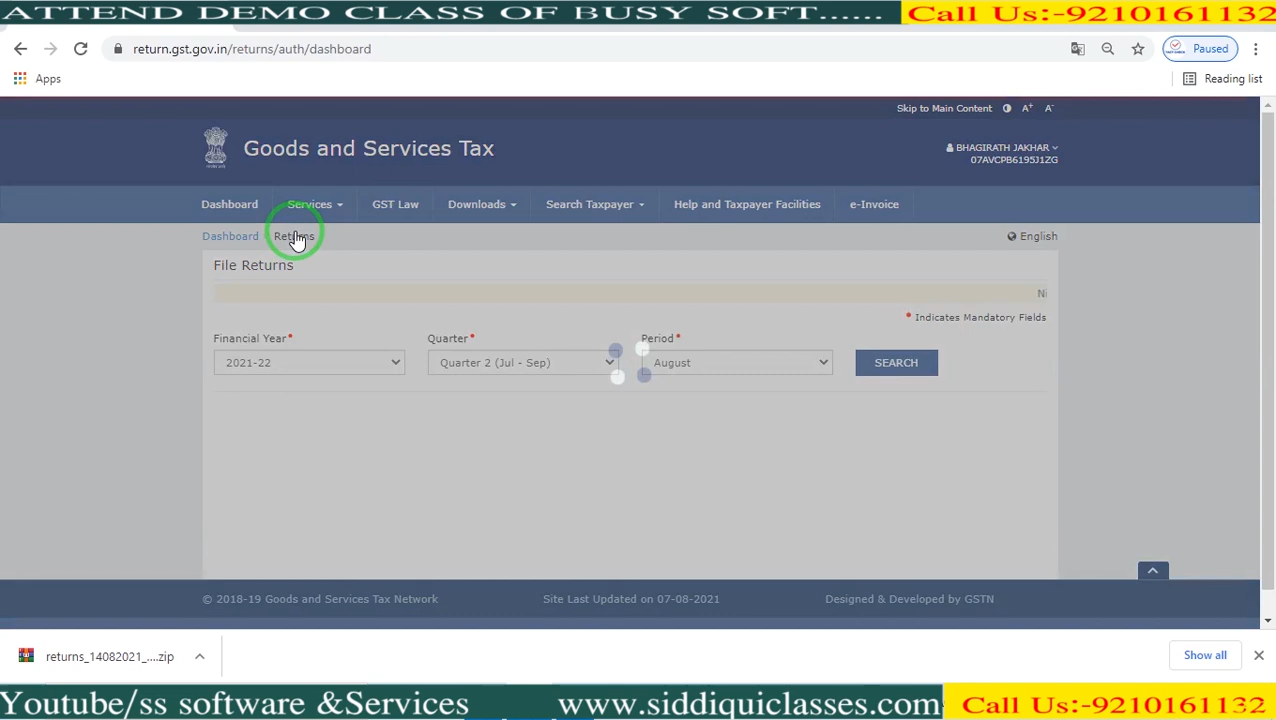 ATTEND DEMO CLASS OF BUSY SOFT...... Call Us:-9210161132
return.gst.gov.in/returns/auth/dashboard Paused
Apps Reading list
Skip to Main Content A+ A-
Goods and Services Tax
BHAGIRATH JAKHAR
07AVCPB6195J1ZG
Dashboard Services GST Law Downloads Search Taxpayer Help and Taxpayer Facilities e-Invoice
Dashboard Returns English
File Returns
Ni
* Indicates Mandatory Fields
Financial Year* Quarter* Period*
2021-22 Quarter 2 (Jul - Sep) August SEARCH
© 2018-19 Goods and Services Tax Network Site Last Updated on 07-08-2021 Designed & Developed by GSTN
returns_14082021_....zip Show all
Youtube/ss software &Services www.siddiquiclasses.com Call Us:-9210161132